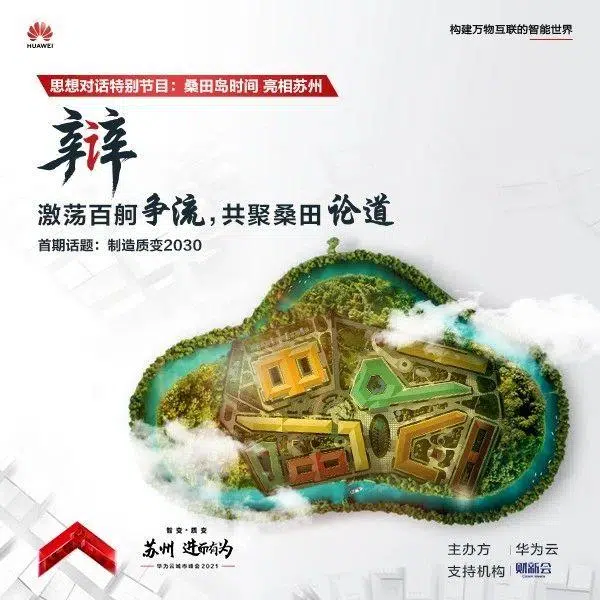 HUAWEI
构建万物互联的智能世界
思想对话特别节目：桑田岛时间 亮相苏州
辩
激荡百舸争流，共聚桑田论道
首期话题：制造质变2030
智变·质变
苏州 进而有为
华为云城市峰会2021
主办方 | 华为云
支持机构 | 财新会